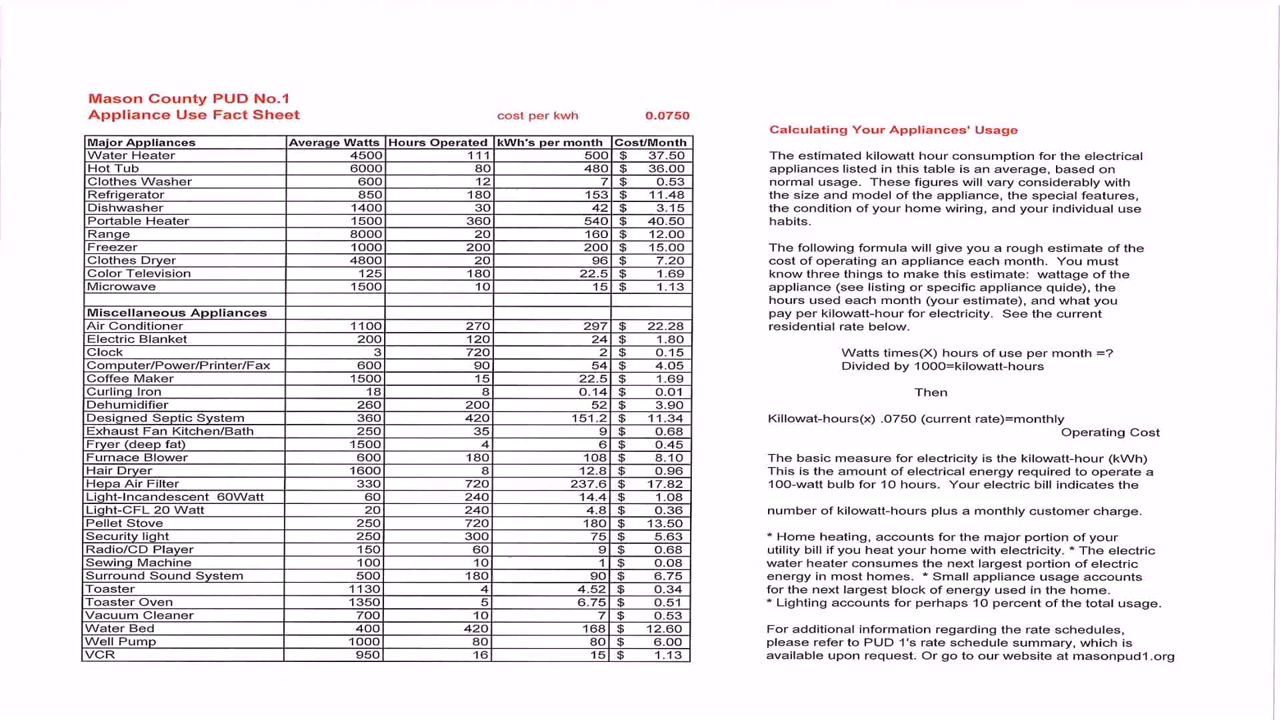 Mason County PUD No.1
Appliance Use Fact Sheet cost per kwh 0.0750
Major Appliances Average Watts Hours Operated kWh's per month Cost/Month
Water Heater 4500 111 500 $ 37.50
Hot Tub 6000 80 480 $ 36.00
Clothes Washer 600 12 7 $ 0.53
Refrigerator 850 180 153 $ 11.48
Dishwasher 1400 30 42 $ 3.15
Portable Heater 1500 360 540 $ 40.50
Range 8000 20 160 $ 12.00
Freezer 1000 200 200 $ 15.00
Clothes Dryer 4800 20 96 $ 7.20
Color Television 125 180 22.5 $ 1.69
Microwave 1500 10 15 $ 1.13
Miscellaneous Appliances
Air Conditioner 1100 270 297 $ 22.28
Electric Blanket 200 120 24 $ 1.80
Clock 3 720 2 $ 0.15
Computer/Power/Printer/Fax 600 90 54 $ 4.05
Coffee Maker 1500 15 22.5 $ 1.69
Curling Iron 18 8 0.14 $ 0.01
Dehumidifier 260 200 52 $ 3.90
Designed Septic System 360 420 151.2 $ 11.34
Exhaust Fan Kitchen/Bath 250 35 9 $ 0.68
Fryer (deep fat) 1500 4 6 $ 0.45
Furnace Blower 600 180 108 $ 8.10
Hair Dryer 1600 8 12.8 $ 0.96
Hepa Air Filter 330 720 237.6 $ 17.82
Light-Incandescent 60Watt 60 240 14.4 $ 1.08
Light-CFL 20 Watt 20 240 4.8 $ 0.36
Pellet Stove 250 720 180 $ 13.50
Security light 250 300 75 $ 5.63
Radio/CD Player 150 60 9 $ 0.68
Sewing Machine 100 10 1 $ 0.08
Surround Sound System 500 180 90 $ 6.75
Toaster 1130 4 4.52 $ 0.34
Toaster Oven 1350 5 6.75 $ 0.51
Vacuum Cleaner 700 10 7 $ 0.53
Water Bed 400 420 168 $ 12.60
Well Pump 1000 80 80 $ 6.00
VCR 950 16 15 $ 1.13
Calculating Your Appliances' Usage
The estimated kilowatt hour consumption for the electrical
appliances listed in this table is an average, based on
normal usage. These figures will vary considerably with
the size and model of the appliance, the special features,
the condition of your home wiring, and your individual use
habits.
The following formula will give you a rough estimate of the
cost of operating an appliance each month. You must
know three things to make this estimate: wattage of the
appliance (see listing or specific appliance quide), the
hours used each month (your estimate), and what you
pay per kilowatt-hour for electricity. See the current
residential rate below.
Watts times(X) hours of use per month =?
Divided by 1000=kilowatt-hours
Then
Killowat-hours(x) .0750 (current rate)=monthly
Operating Cost
The basic measure for electricity is the kilowatt-hour (kWh)
This is the amount of electrical energy required to operate a
100-watt bulb for 10 hours. Your electric bill indicates the
number of kilowatt-hours plus a monthly customer charge.
* Home heating, accounts for the major portion of your
utility bill if you heat your home with electricity. * The electric
water heater consumes the next largest portion of electric
energy in most homes. * Small appliance usage accounts
for the next largest block of energy used in the home.
* Lighting accounts for perhaps 10 percent of the total usage.
For additional information regarding the rate schedules,
please refer to PUD 1's rate schedule summary, which is
available upon request. Or go to our website at masonpud1.org